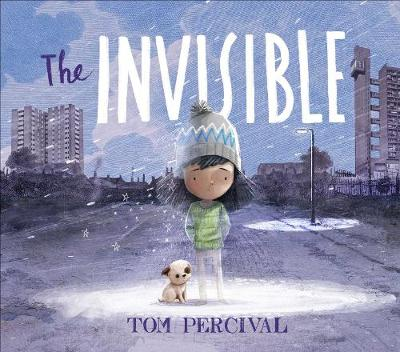 The INVISIBLE
TOM PERCIVAL